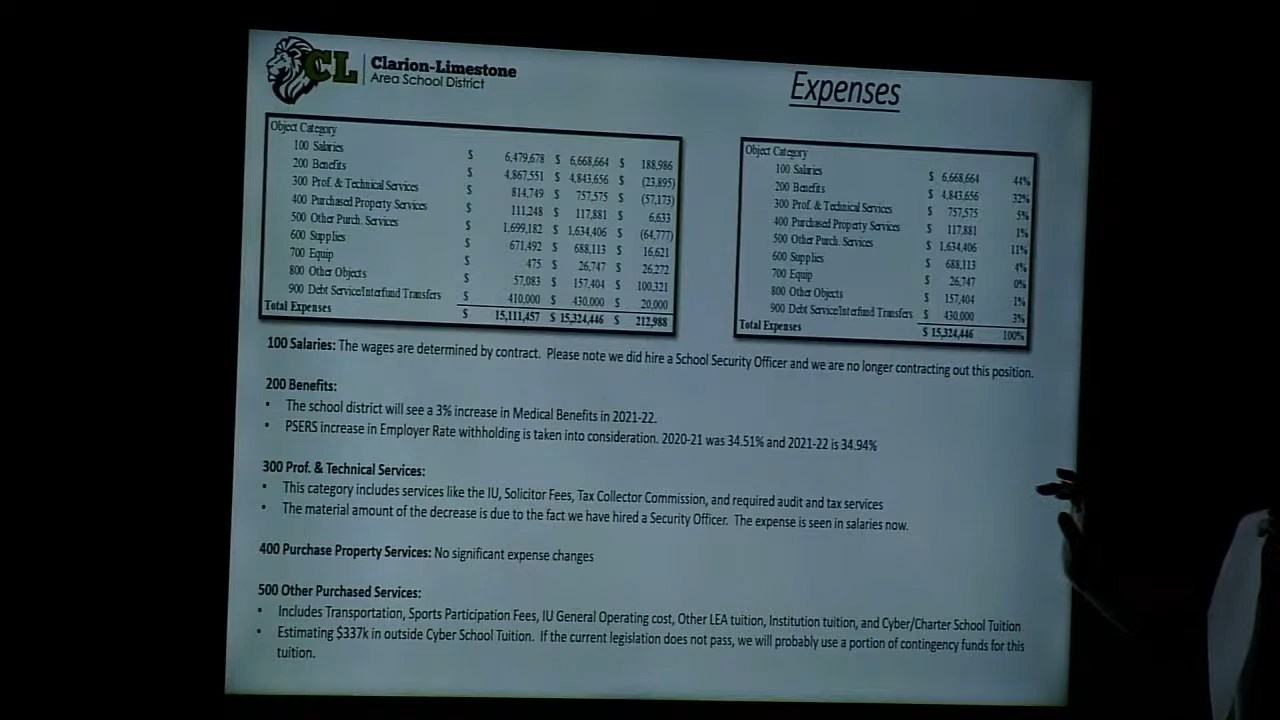 CL Clarion-Limestone
Area School District
Expenses
Object Category
100 Salaries $ 6,479,678 $ 6,668,664 $ 188,986
200 Benefits $ 4,867,551 $ 4,843,656 $ (23,895)
300 Prof. & Technical Services $ 814,749 $ 757,575 $ (57,173)
400 Purchased Property Services $ 111,248 $ 117,881 $ 6,633
500 Other Purch. Services $ 1,699,182 $ 1,634,406 $ (64,777)
600 Supplies $ 671,492 $ 688,113 $ 16,621
700 Equip $ 475 $ 26,747 $ 26,272
800 Other Objects $ 57,083 $ 157,404 $ 100,321
900 Debt Service/Interfund Transfers $ 410,000 $ 430,000 $ 20,000
Total Expenses $ 15,111,457 $ 15,324,446 $ 212,988
Object Category
100 Salaries $ 6,668,664 44%
200 Benefits $ 4,843,656 32%
300 Prof. & Technical Services $ 757,575 5%
400 Purchased Property Services $ 117,881 1%
500 Other Purch. Services $ 1,634,406 11%
600 Supplies $ 688,113 4%
700 Equip $ 26,747 0%
800 Other Objects $ 157,404 1%
900 Debt Service/Interfund Transfers $ 430,000 3%
Total Expenses $ 15,324,446 100%
100 Salaries: The wages are determined by contract. Please note we did hire a School Security Officer and we are no longer contracting out this position.
200 Benefits:
• The school district will see a 3% increase in Medical Benefits in 2021-22.
• PSERS increase in Employer Rate withholding is taken into consideration. 2020-21 was 34.51% and 2021-22 is 34.94%
300 Prof. & Technical Services:
• This category includes services like the IU, Solicitor Fees, Tax Collector Commission, and required audit and tax services
• The material amount of the decrease is due to the fact we have hired a Security Officer. The expense is seen in salaries now.
400 Purchase Property Services: No significant expense changes
500 Other Purchased Services:
• Includes Transportation, Sports Participation Fees, IU General Operating cost, Other LEA tuition, Institution tuition, and Cyber/Charter School Tuition
• Estimating $337k in outside Cyber School Tuition. If the current legislation does not pass, we will probably use a portion of contingency funds for this
tuition.